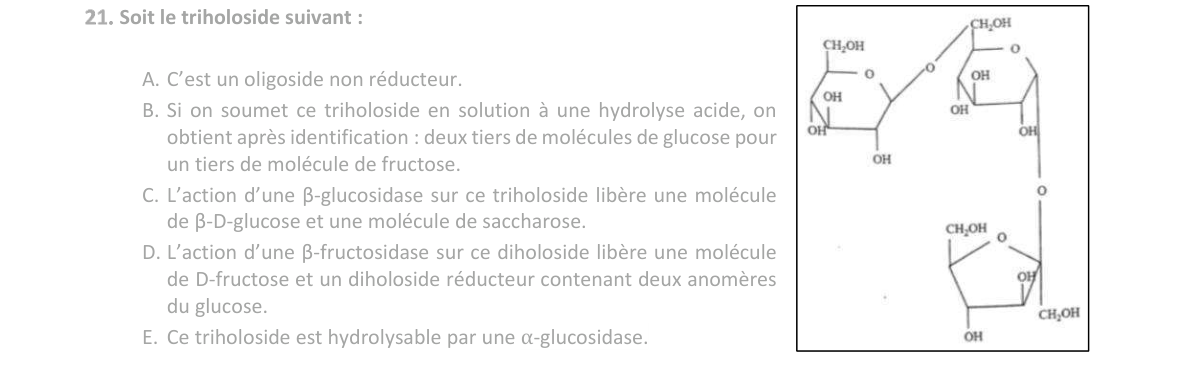 21. Soit le triholoside suivant :
A. C’est un oligoside non réducteur.
B. Si on soumet ce triholoside en solution à une hydrolyse acide, on
obtient après identification : deux tiers de molécules de glucose pour
un tiers de molécule de fructose.
C. L’action d’une β-glucosidase sur ce triholoside libère une molécule
de β-D-glucose et une molécule de saccharose.
D. L’action d’une β-fructosidase sur ce diholoside libère une molécule
de D-fructose et un diholoside réducteur contenant deux anomères
du glucose.
E. Ce triholoside est hydrolysable par une α-glucosidase.
CH₂OH
CH₂OH
O
O
O
OH
OH
OH
OH
OH
OH
O
CH₂OH
O
OH
CH₂OH
OH